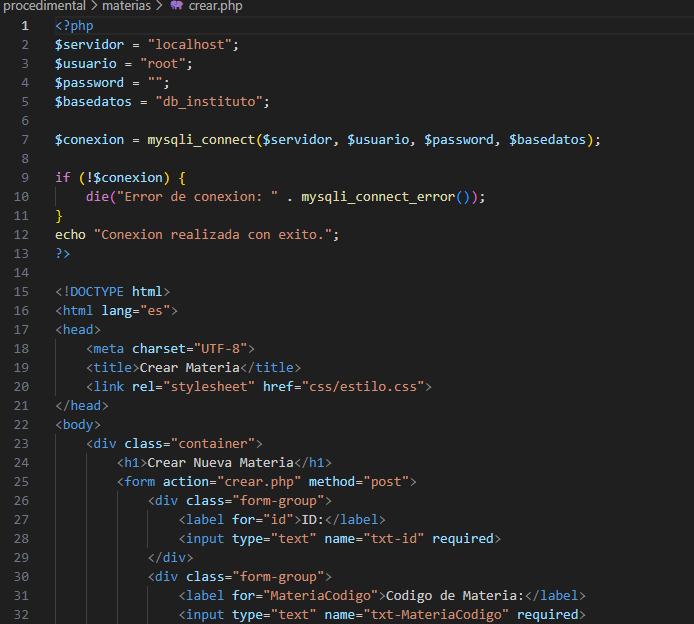 procedimental > materias > crear.php
1 <?php
2 $servidor = "localhost";
3 $usuario = "root";
4 $password = "";
5 $basedatos = "db_instituto";
6
7 $conexion = mysqli_connect($servidor, $usuario, $password, $basedatos);
8
9 if (!$conexion) {
10     die("Error de conexion: " . mysqli_connect_error());
11 }
12 echo "Conexion realizada con exito.";
13 ?>
14
15 <!DOCTYPE html>
16 <html lang="es">
17 <head>
18     <meta charset="UTF-8">
19     <title>Crear Materia</title>
20     <link rel="stylesheet" href="css/estilo.css">
21 </head>
22 <body>
23     <div class="container">
24         <h1>Crear Nueva Materia</h1>
25         <form action="crear.php" method="post">
26             <div class="form-group">
27                 <label for="id">ID:</label>
28                 <input type="text" name="txt-id" required>
29             </div>
30             <div class="form-group">
31                 <label for="MateriaCodigo">Codigo de Materia:</label>
32                 <input type="text" name="txt-MateriaCodigo" required>